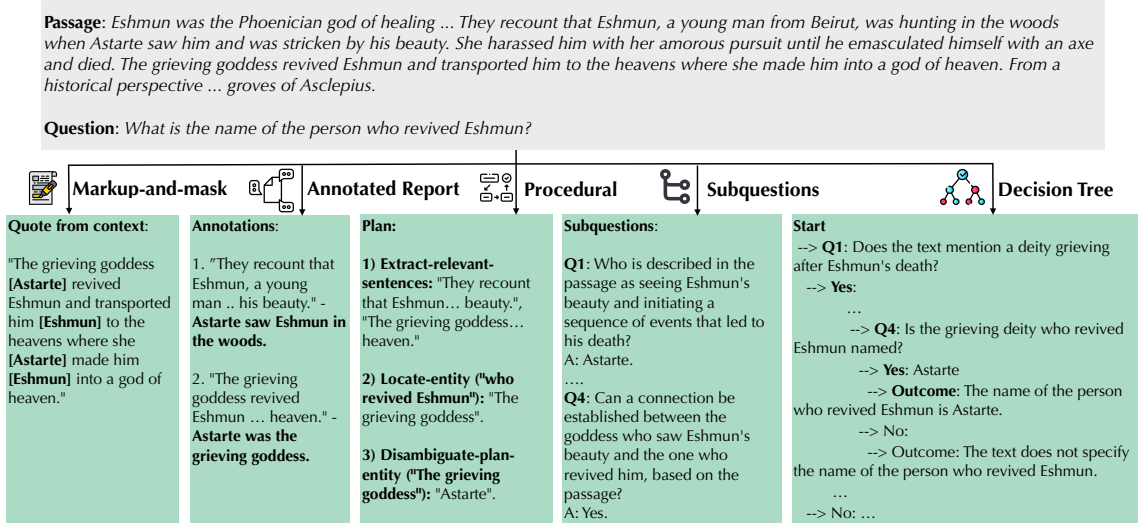 Passage: Eshmun was the Phoenician god of healing ... They recount that Eshmun, a young man from Beirut, was hunting in the woods
when Astarte saw him and was stricken by his beauty. She harassed him with her amorous pursuit until he emasculated himself with an axe
and died. The grieving goddess revived Eshmun and transported him to the heavens where she made him into a god of heaven. From a
historical perspective ... groves of Asclepius.
Question: What is the name of the person who revived Eshmun?
Markup-and-mask
Quote from context:
"The grieving goddess
[Astarte] revived
Eshmun and transported
him [Eshmun] to the
heavens where she
[Astarte] made him
[Eshmun] into a god of
heaven."
Annotated Report
Annotations:
1. "They recount that
Eshmun, a young
man .. his beauty." -
Astarte saw Eshmun in
the woods.
2. "The grieving
goddess revived
Eshmun … heaven." -
Astarte was the
grieving goddess.
Procedural
Plan:
1) Extract-relevant-
sentences: "They recount
that Eshmun… beauty.",
"The grieving goddess…
heaven."
2) Locate-entity ("who
revived Eshmun"): "The
grieving goddess".
3) Disambiguate-plan-
entity ("The grieving
goddess"): "Astarte".
Subquestions
Subquestions:
Q1: Who is described in the
passage as seeing Eshmun's
beauty and initiating a
sequence of events that led to
his death?
A: Astarte.
....
Q4: Can a connection be
established between the
goddess who saw Eshmun's
beauty and the one who
revived him, based on the
passage?
A: Yes.
Decision Tree
Start
--> Q1: Does the text mention a deity grieving
after Eshmun's death?
--> Yes:
…
--> Q4: Is the grieving deity who revived
Eshmun named?
--> Yes: Astarte
--> Outcome: The name of the person
who revived Eshmun is Astarte.
--> No:
--> Outcome: The text does not specify
the name of the person who revived Eshmun.
…
--> No: …